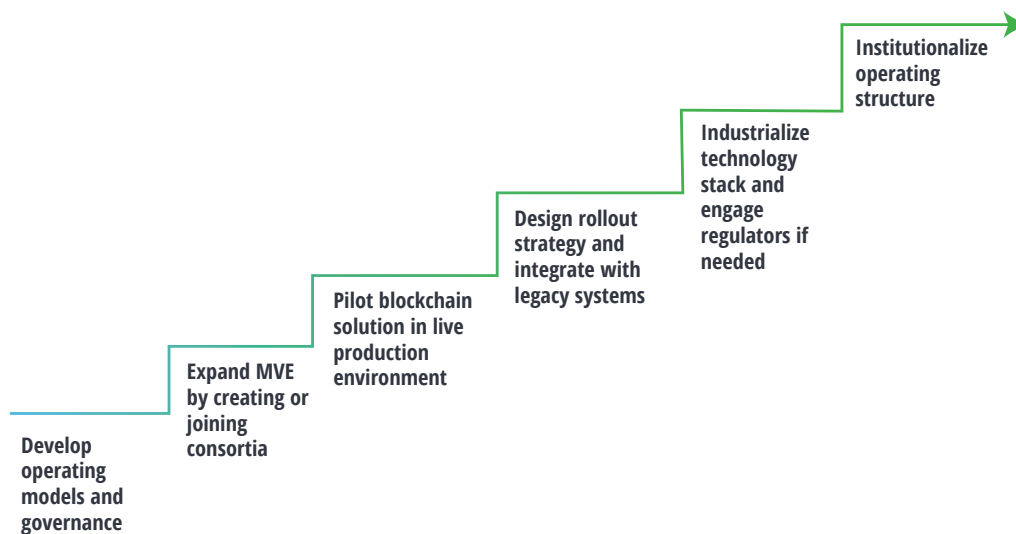 Develop
operating
models and
governance
Expand MVE
by creating or
joining
consortia
Pilot blockchain
solution in live
production
environment
Design rollout
strategy and
integrate with
legacy systems
Industrialize
technology
stack and
engage
regulators if
needed
Institutionalize
operating
structure